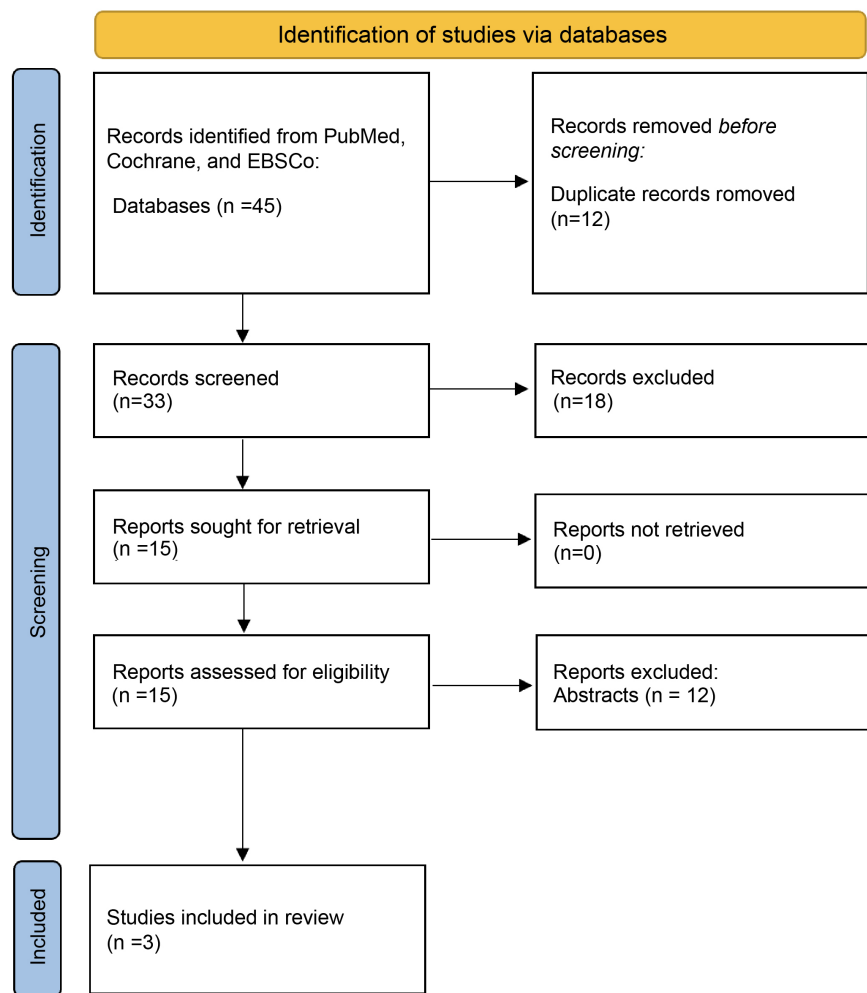 Identification of studies via databases
Identification
Records identified from PubMed,
Cochrane, and EBSCo:
Databases (n =45)
Records removed before
screening:
Duplicate records romoved
(n=12)
Screening
Records screened
(n=33)
Records excluded
(n=18)
Reports sought for retrieval
(n =15)
Reports not retrieved
(n=0)
Reports assessed for eligibility
(n =15)
Reports excluded:
Abstracts (n = 12)
Included
Studies included in review
(n =3)